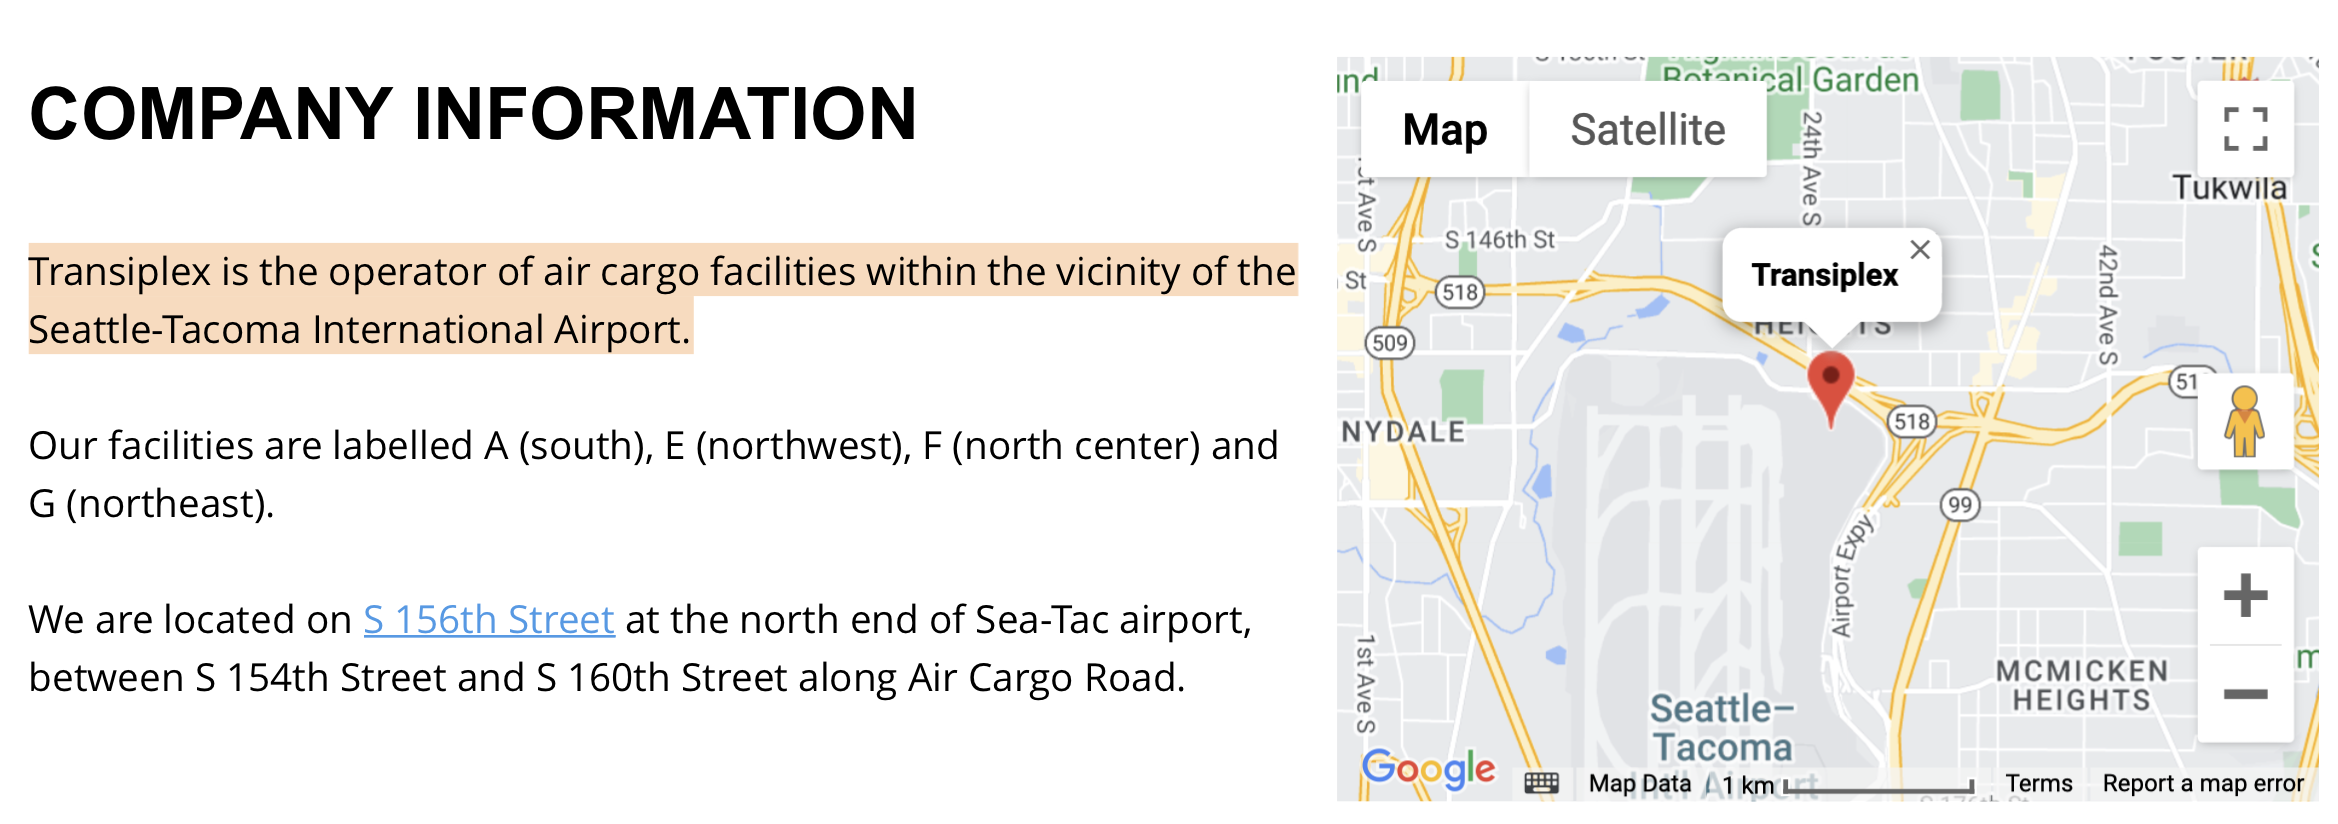 COMPANY INFORMATION
Transiplex is the operator of air cargo facilities within the vicinity of the
Seattle-Tacoma International Airport.
Our facilities are labelled A (south), E (northwest), F (north center) and
G (northeast).
We are located on S 156th Street at the north end of Sea-Tac airport,
between S 154th Street and S 160th Street along Air Cargo Road.
Botanical Garden
Map
Satellite
24th Ave S
Tukwila
Ave S
S 146th St
Transiplex
42nd Ave S
St
518
509
518
NYDALE
99
Airport Expy
1st Ave S
MCMICKEN
HEIGHTS
Seattle–
Tacoma
Int'l Airport
Google
Map Data
1 km
Terms
Report a map error